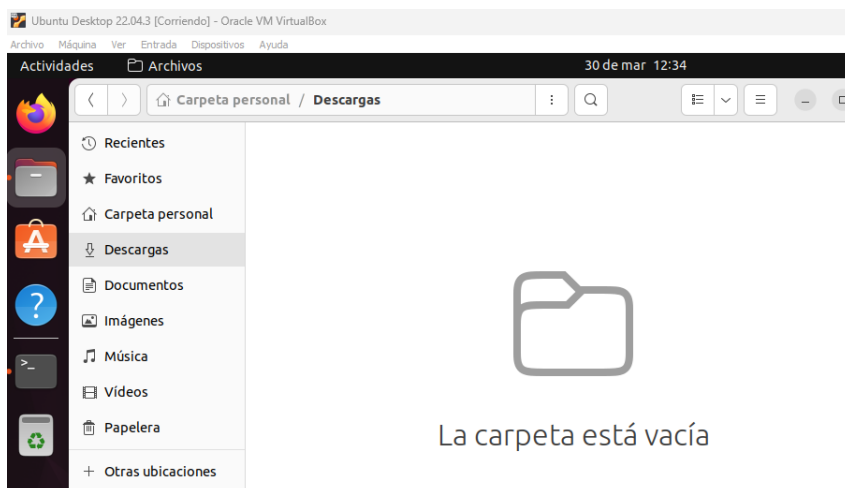 Ubuntu Desktop 22.04.3 [Corriendo] - Oracle VM VirtualBox
Archivo Máquina Ver Entrada Dispositivos Ayuda
Actividades Archivos 30 de mar 12:34
Carpeta personal / Descargas
Recientes
Favoritos
Carpeta personal
Descargas
Documentos
Imágenes
Música
Vídeos
Papelera
+ Otras ubicaciones
La carpeta está vacía